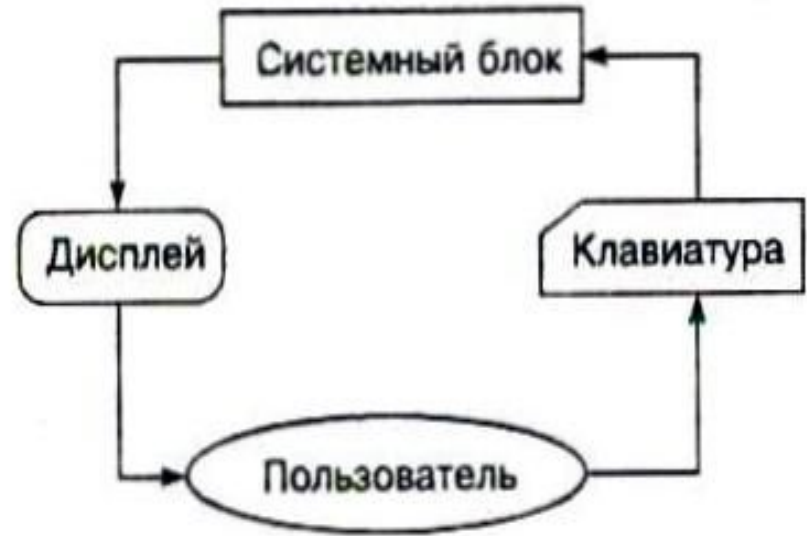 Системный блок
Дисплей
Клавиатура
Пользователь